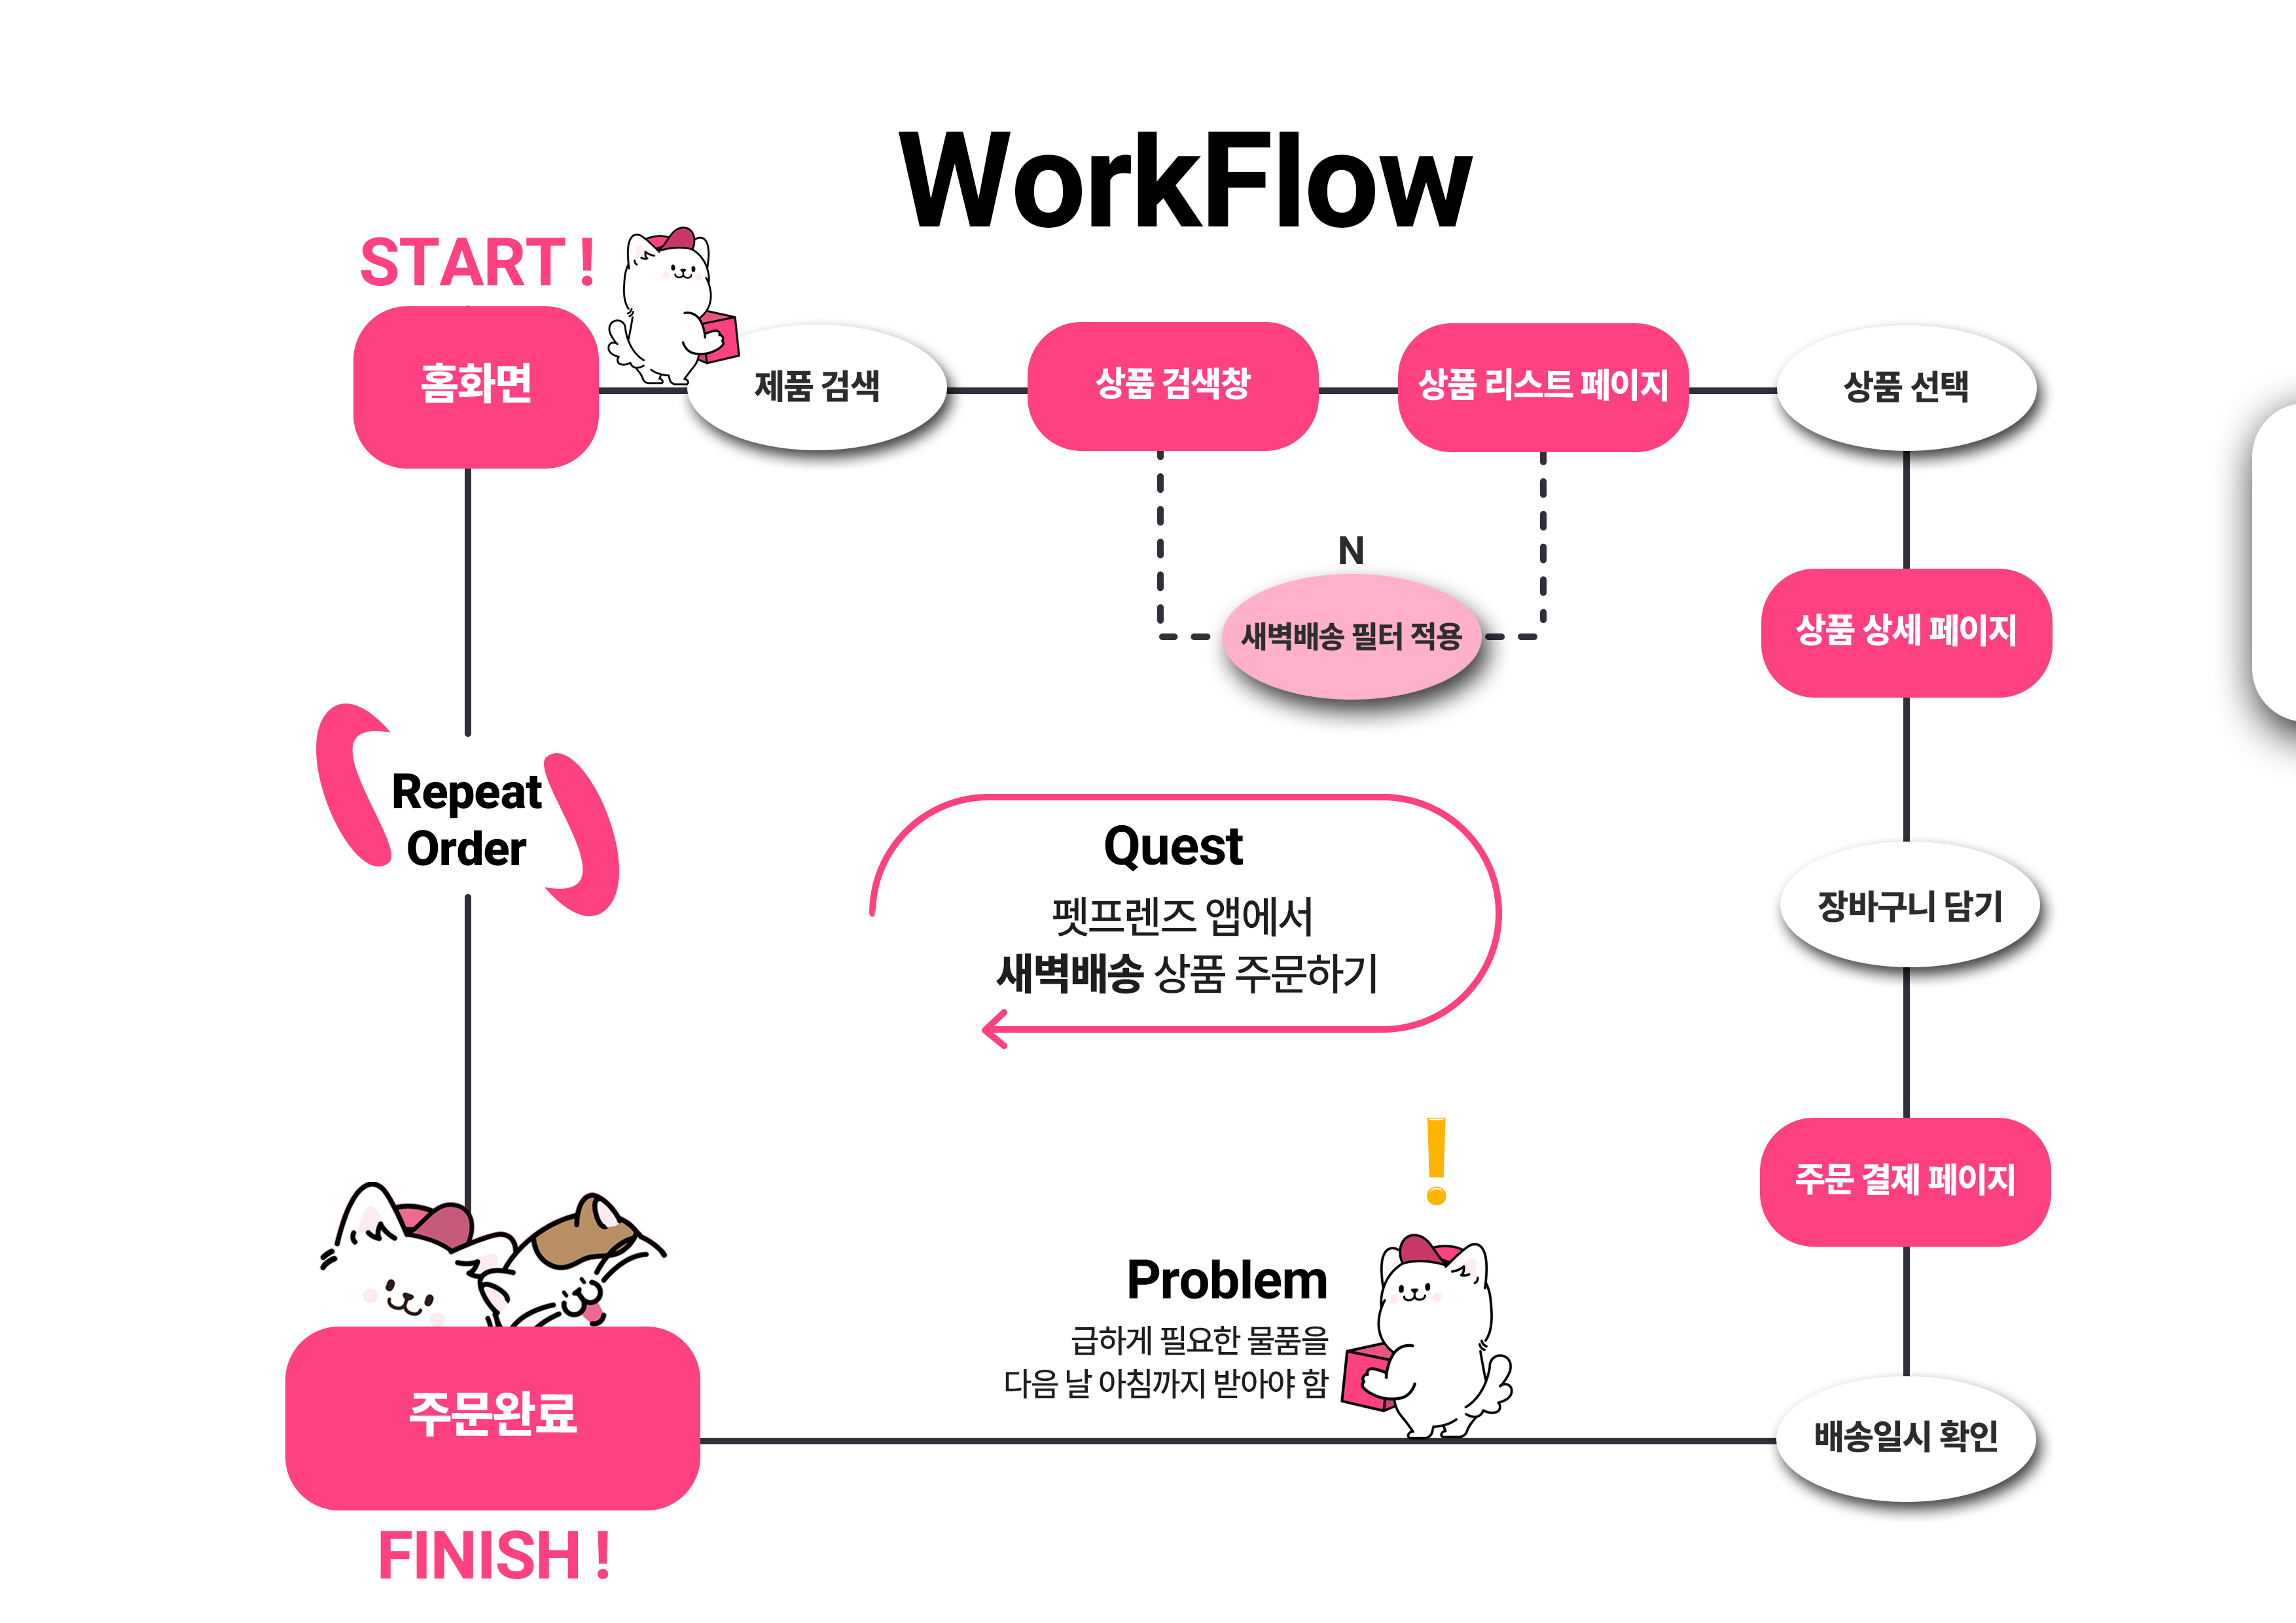 WorkFlow
START !
홈화면
제품 검색
상품 검색창
상품 리스트 페이지
상품 선택
N
새벽배송 필터 적용
상품 상세 페이지
Repeat
Order
Quest
펫프렌즈 앱에서
새벽배송 상품 주문하기
장바구니 담기
주문 결제 페이지
Problem
급하게 필요한 물품을
다음 날 아침까지 받아야 함
배송일시 확인
주문완료
FINISH !